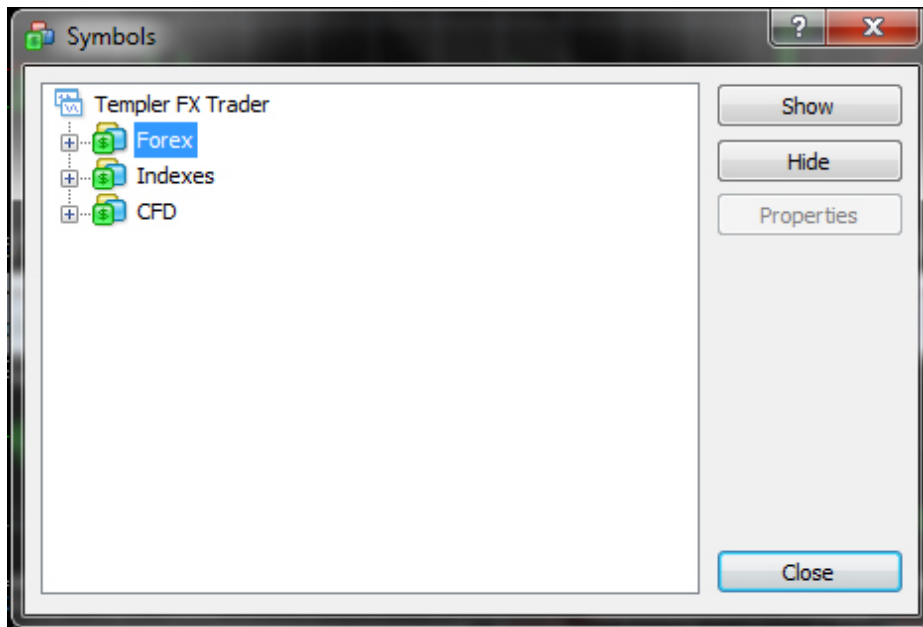 Symbols
Templer FX Trader
Forex
Indexes
CFD
Show
Hide
Properties
Close